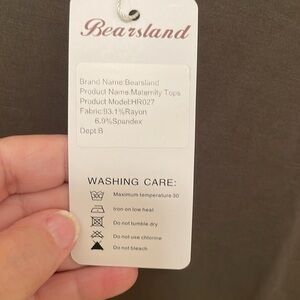 Bearsland
Brand Name:Bearsland
Product Name:Maternity Tops
Product Model:HR027
Fabric:93.1%Rayon
6.9%Spandex
Dept:B
WASHING CARE:
Maximum temperature 30
Iron on low heat
Do not tumble dry
Do not use chlorine
Do not bleach